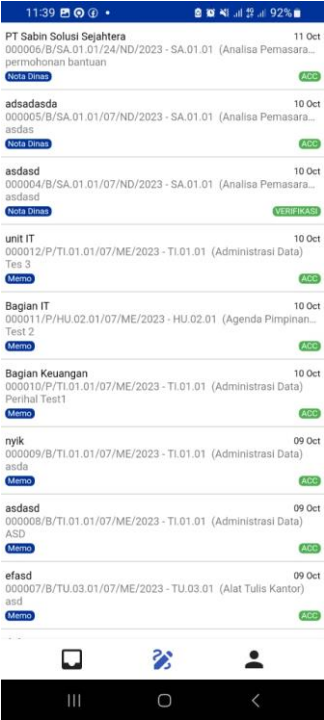 11:39 92%
PT Sabin Solusi Sejahtera 11 Oct
000006/B/SA.01.01/24/ND/2023 - SA.01.01 (Analisa Pemasara...
permohonan bantuan
Nota Dinas ACC
adsadasda 10 Oct
000005/B/SA.01.01/07/ND/2023 - SA.01.01 (Analisa Pemasara...
asdas
Nota Dinas ACC
asdasd 10 Oct
000004/B/SA.01.01/07/ND/2023 - SA.01.01 (Analisa Pemasara...
asdasd
Nota Dinas VERIFIKASI
unit IT 10 Oct
000012/P/TI.01.01/07/ME/2023 - TI.01.01 (Administrasi Data)
Tes 3
Memo ACC
Bagian IT 10 Oct
000011/P/HU.02.01/07/ME/2023 - HU.02.01 (Agenda Pimpinan...
Test 2
Memo ACC
Bagian Keuangan 10 Oct
000010/P/TI.01.01/07/ME/2023 - TI.01.01 (Administrasi Data)
Perihal Test1
Memo ACC
nyik 09 Oct
000009/B/TI.01.01/07/ME/2023 - TI.01.01 (Administrasi Data)
asda
Memo ACC
asdasd 09 Oct
000008/B/TI.01.01/07/ME/2023 - TI.01.01 (Administrasi Data)
ASD
Memo ACC
efasd 09 Oct
000007/B/TU.03.01/07/ME/2023 - TU.03.01 (Alat Tulis Kantor)
asd
Memo ACC